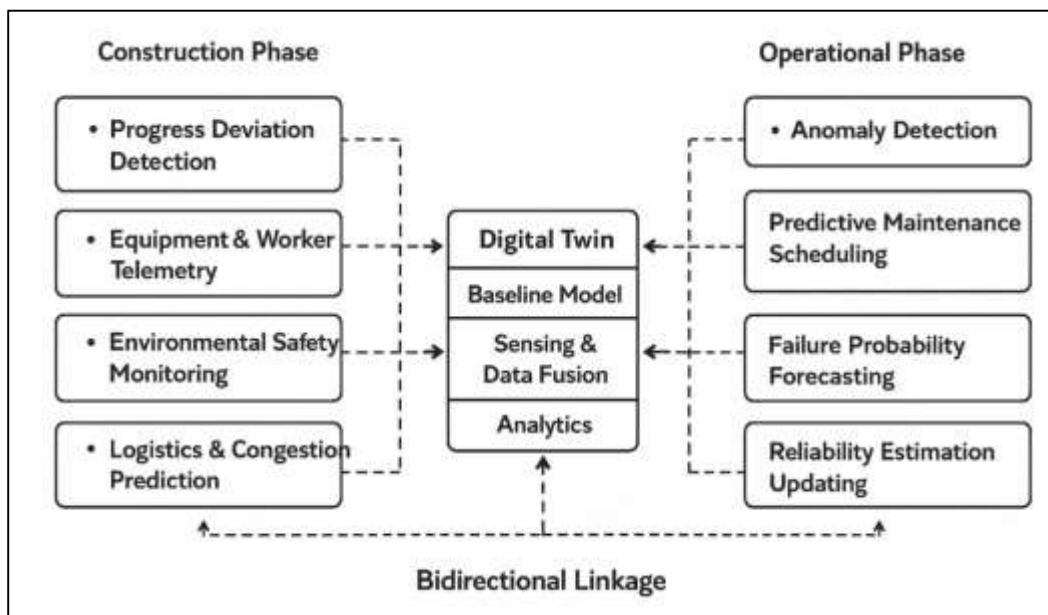 Construction Phase
• Progress Deviation
Detection
• Equipment & Worker
Telemetry
• Environmental Safety
Monitoring
• Logistics & Congestion
Prediction
Digital Twin
Baseline Model
Sensing &
Data Fusion
Analytics
Operational Phase
• Anomaly Detection
Predictive Maintenance
Scheduling
Failure Probability
Forecasting
Reliability Estimation
Updating
Bidirectional Linkage